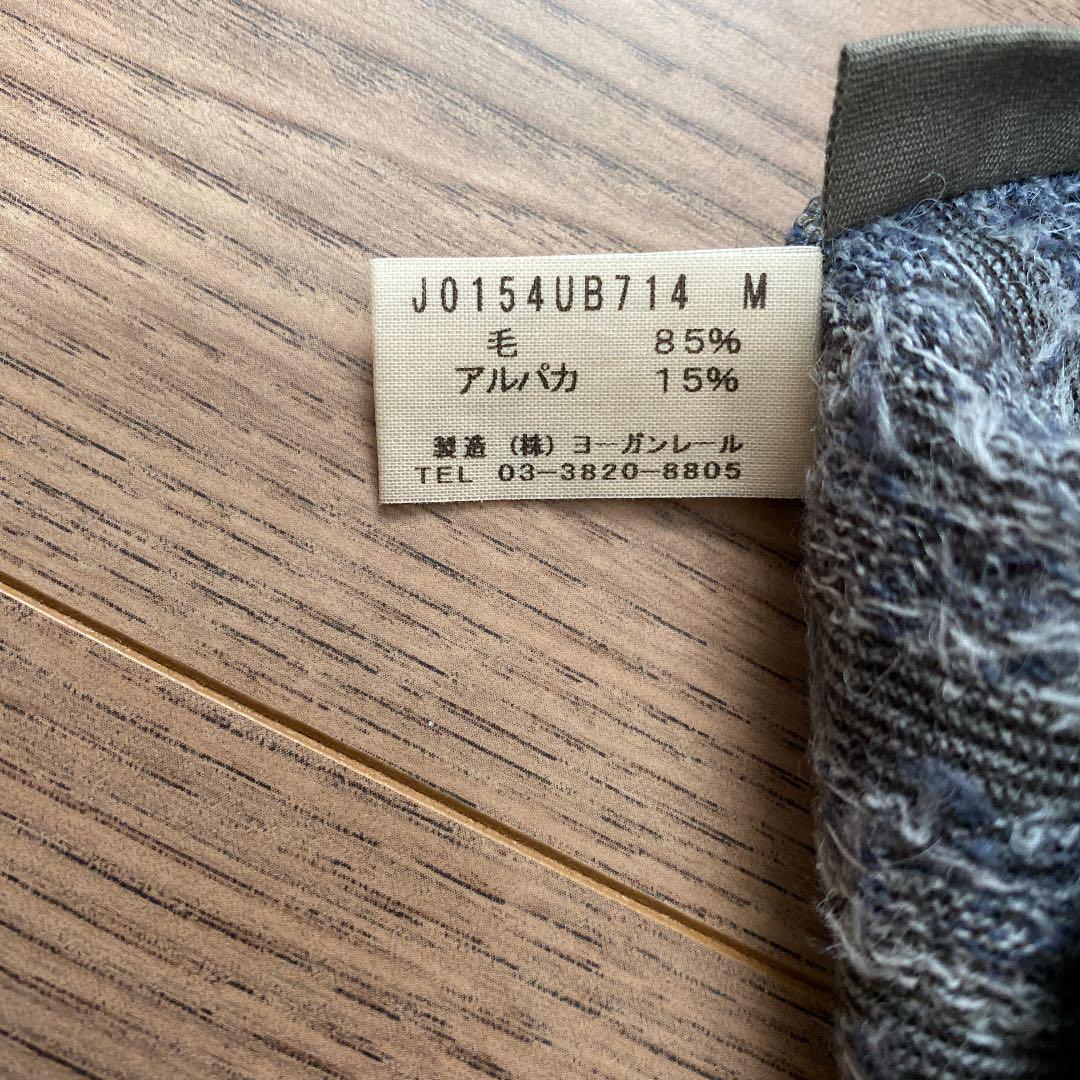 J0154UB714 M
毛 85%
アルパカ 15%
製造 (株) ヨーガンレール
TEL 03-3820-8805